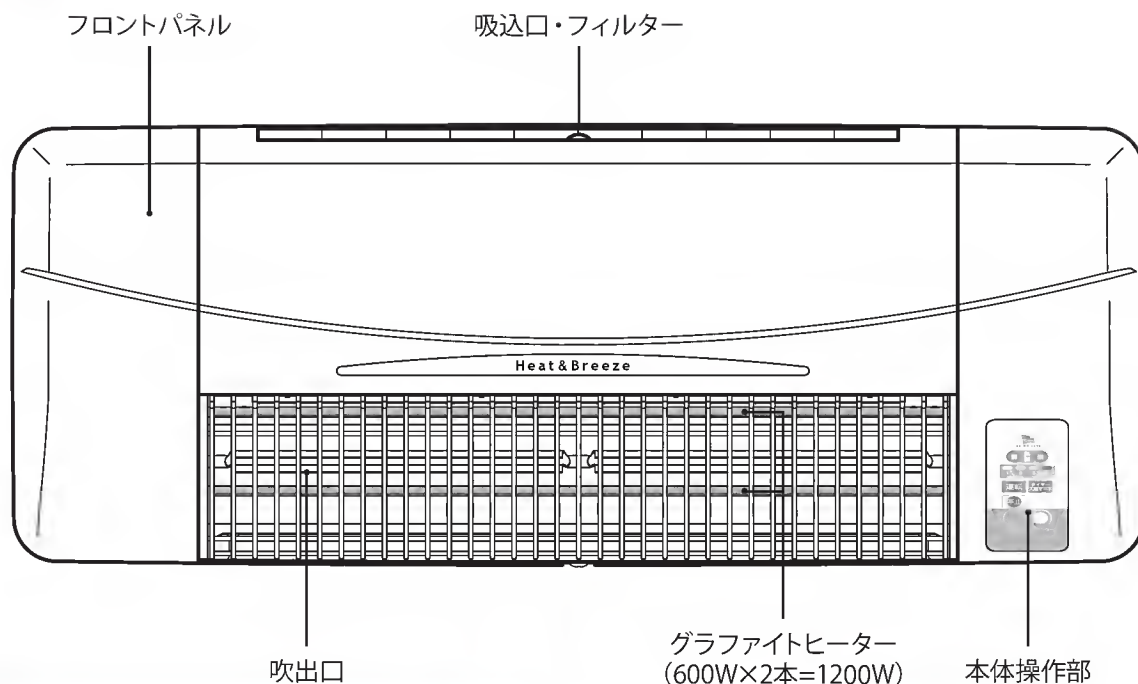 フロントパネル
吸込口・フィルター
Heat&Breeze
吹出口
グラファイトヒーター
(600W×2本=1200W)
本体操作部